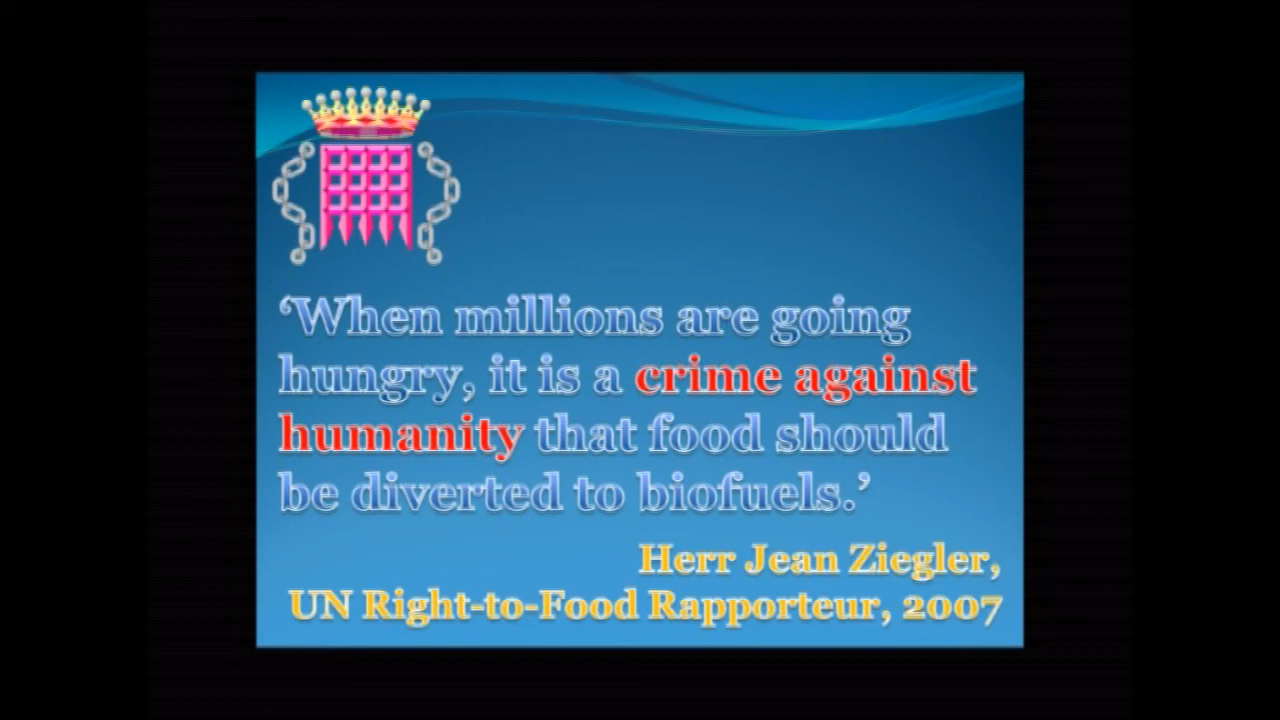 ‘When millions are going
hungry, it is a crime against
humanity that food should
be diverted to biofuels.’
Herr Jean Ziegler,
UN Right-to-Food Rapporteur, 2007